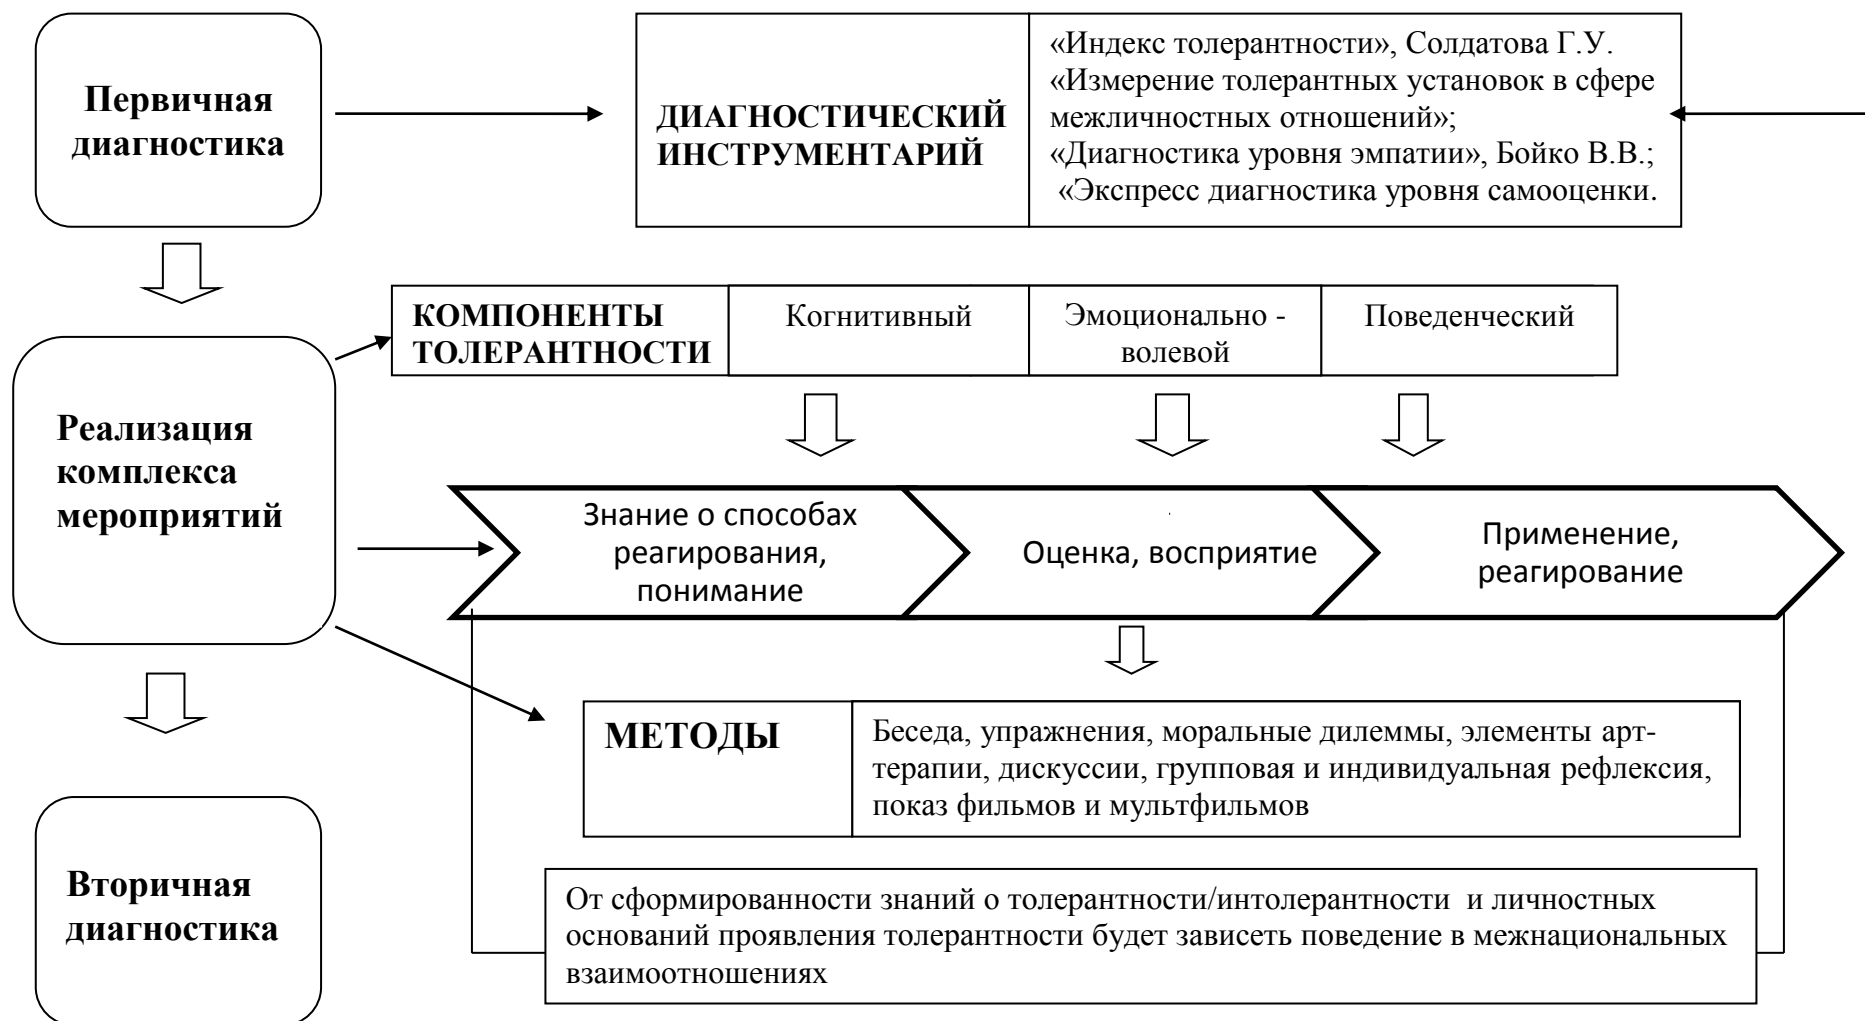 Первичная
диагностика
ДИАГНОСТИЧЕСКИЙ
ИНСТРУМЕНТАРИЙ
«Индекс толерантности», Солдатова Г.У.
«Измерение толерантных установок в сфере
межличностных отношений»;
«Диагностика уровня эмпатии», Бойко В.В.;
«Экспресс диагностика уровня самооценки.
КОМПОНЕНТЫ
ТОЛЕРАНТНОСТИ
Когнитивный
Эмоционально -
волевой
Поведенческий
Реализация
комплекса
мероприятий
Знание о способах
реагирования,
понимание
Оценка, восприятие
Применение,
реагирование
МЕТОДЫ
Беседа, упражнения, моральные дилеммы, элементы арт-
терапии, дискуссии, групповая и индивидуальная рефлексия,
показ фильмов и мультфильмов
Вторичная
диагностика
От сформированности знаний о толерантности/интолерантности и личностных
оснований проявления толерантности будет зависеть поведение в межнациональных
взаимоотношениях